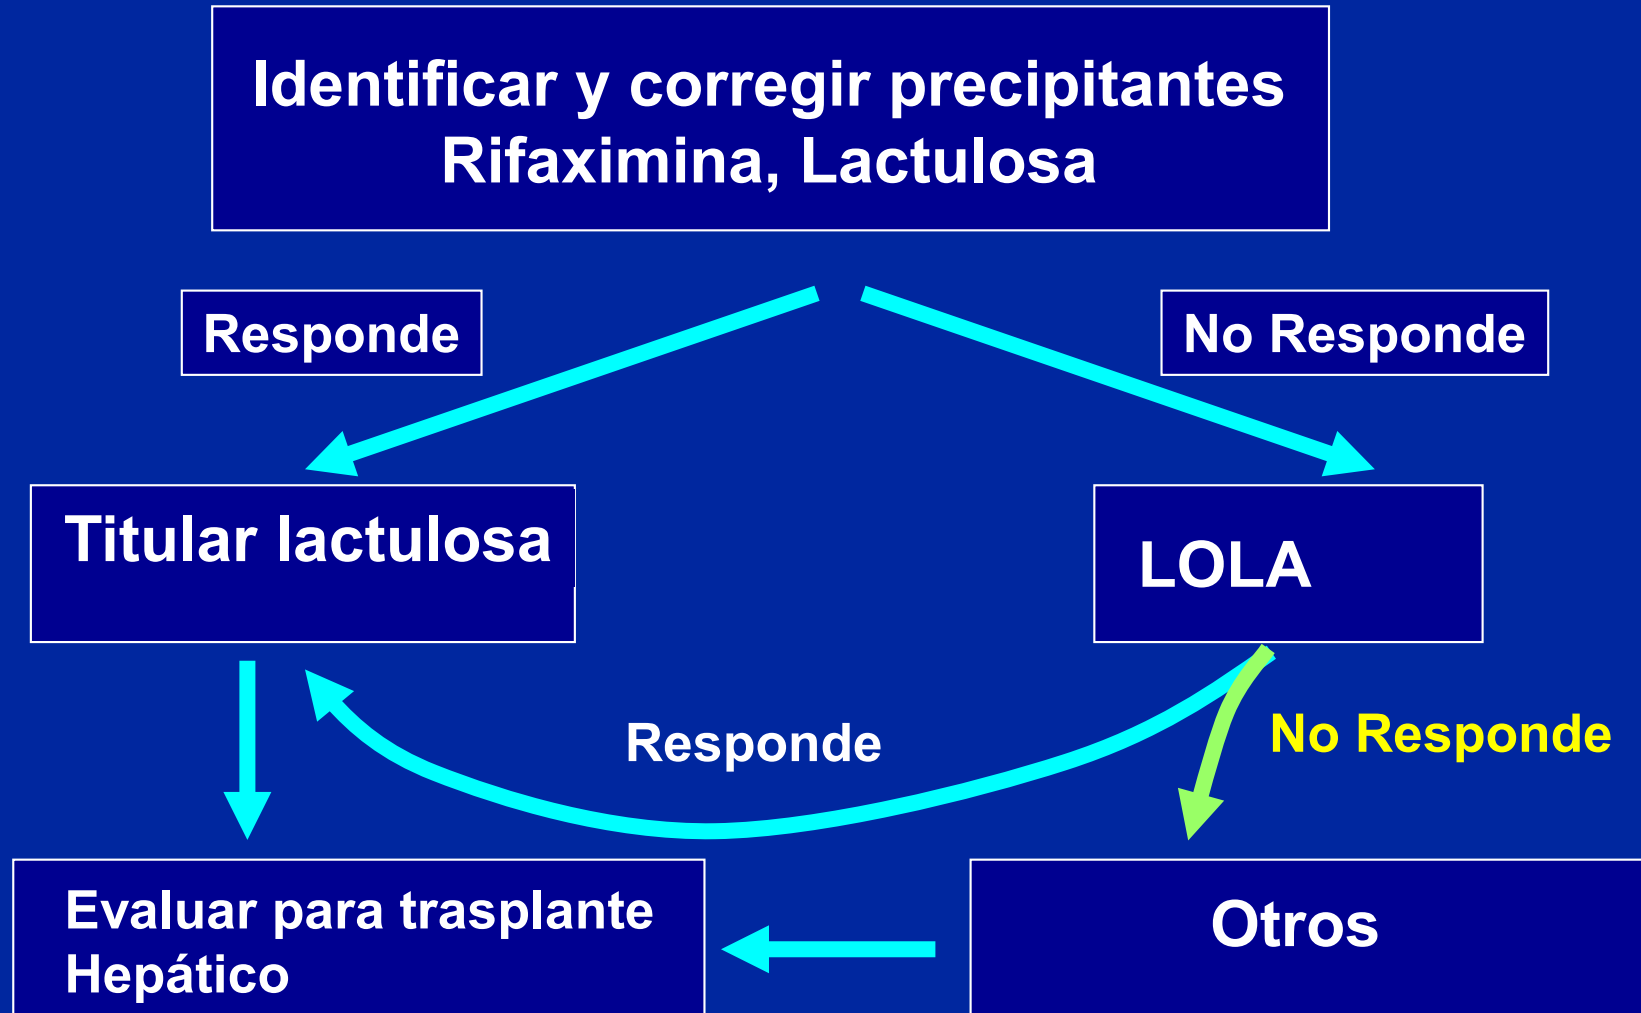 Identificar y corregir precipitantes
Rifaximina, Lactulosa
Responde
No Responde
Titular lactulosa
LOLA
Responde
No Responde
Evaluar para trasplante
Hepático
Otros